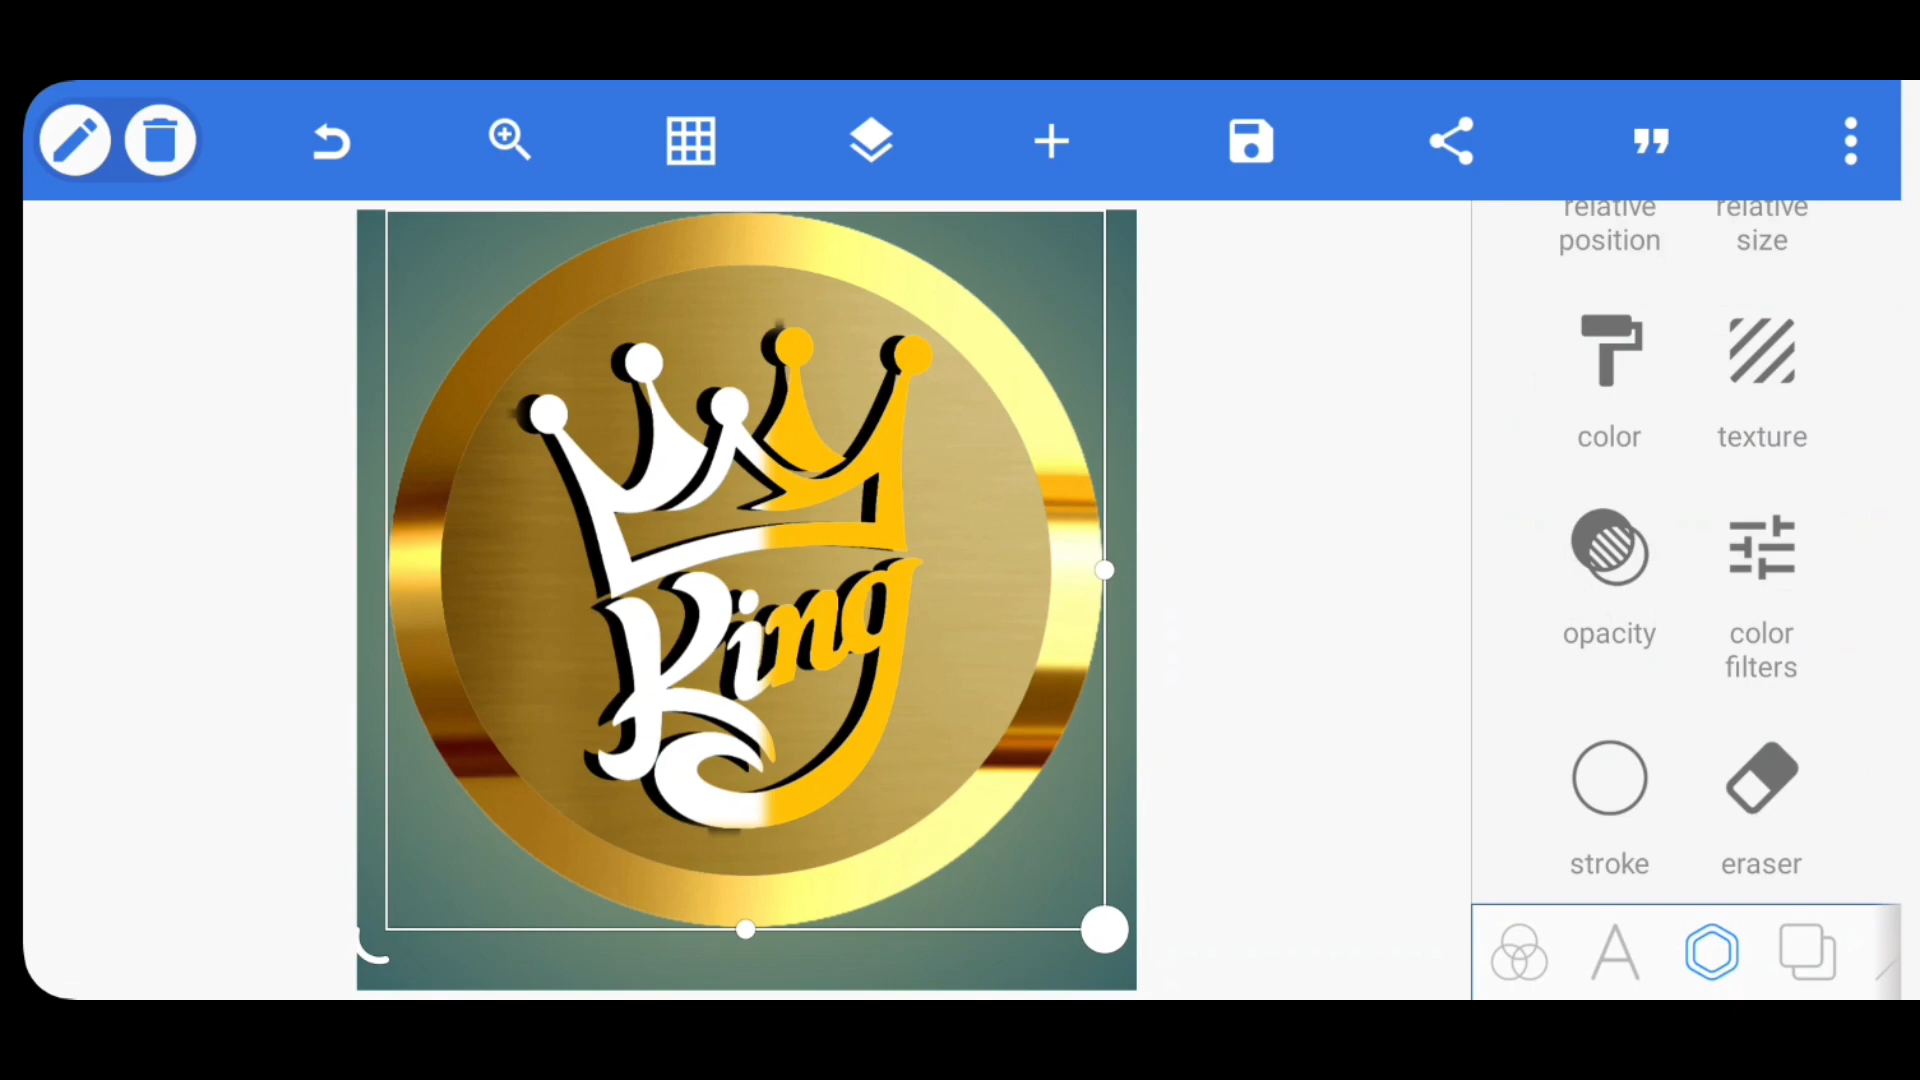 relative
position
relative
size
color
texture
opacity
color
filters
stroke
eraser
King